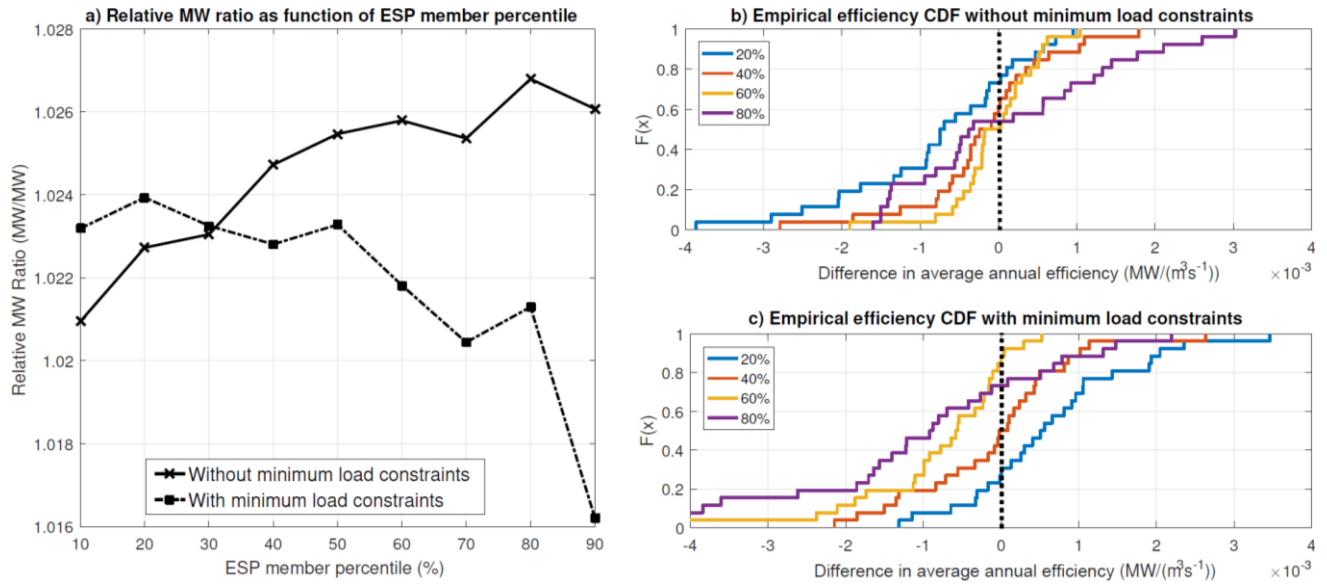 a) Relative MW ratio as function of ESP member percentile
1.028
1.026
1.024
1.022
1.02
1.018
1.016
Relative MW Ratio (MW/MW)
10 20 30 40 50 60 70 80 90
ESP member percentile (%)
Without minimum load constraints
With minimum load constraints
b) Empirical efficiency CDF without minimum load constraints
1
0.8
0.6
0.4
0.2
0
F(x)
20%
40%
60%
80%
-4 -3 -2 -1 0 1 2 3 4
Difference in average annual efficiency (MW/(m³s⁻¹))
×10⁻³
c) Empirical efficiency CDF with minimum load constraints
1
0.8
0.6
0.4
0.2
0
F(x)
20%
40%
60%
80%
-4 -3 -2 -1 0 1 2 3 4
Difference in average annual efficiency (MW/(m³s⁻¹))
×10⁻³